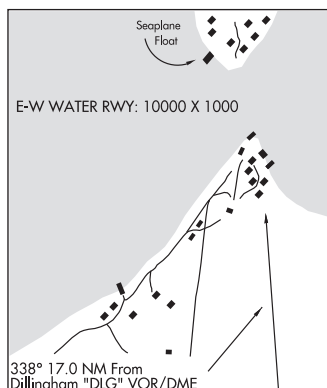 Seaplane
Float
E-W WATER RWY: 10000 X 1000
338° 17.0 NM From
Dillingham "DLG" VOR/DME